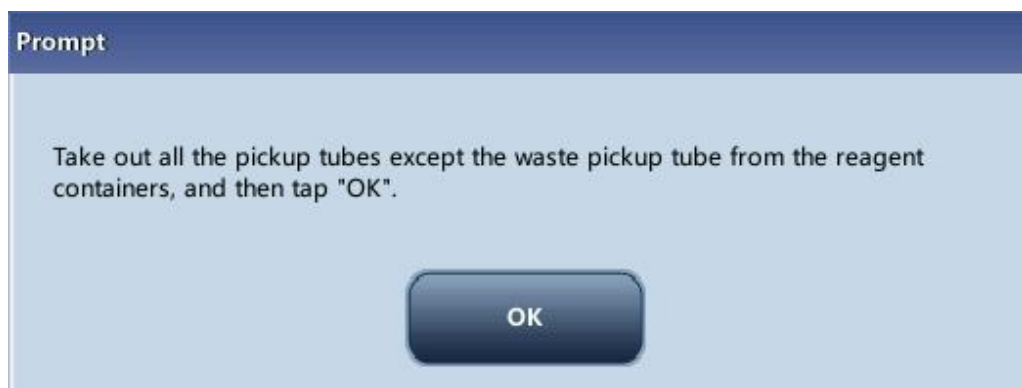 Prompt
Take out all the pickup tubes except the waste pickup tube from the reagent
containers, and then tap "OK".
OK